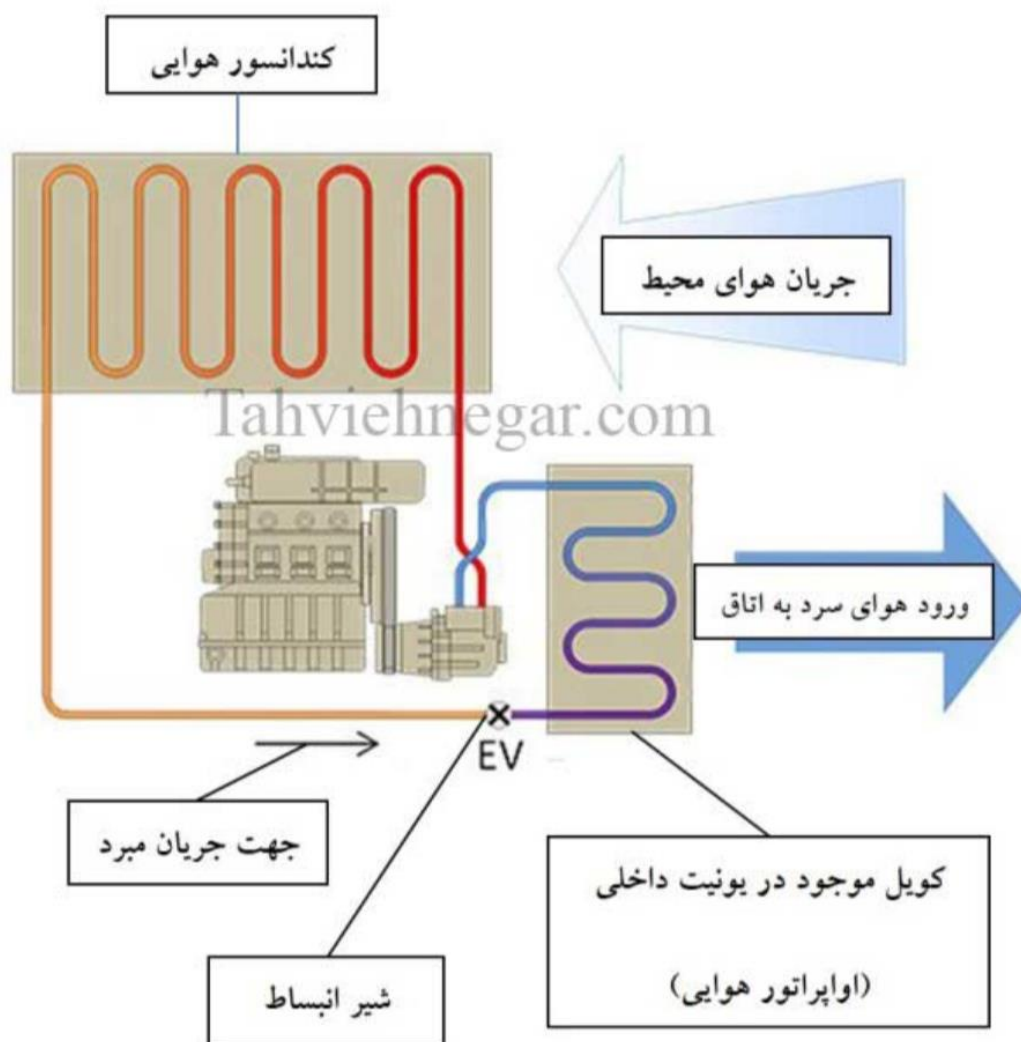 کندانسور هوایی
جریان هوای محیط
Tahviehnegar.com
ورود هوای سرد به اتاق
EV
جهت جریان مبرد
کویل موجود در یونیت داخلی
(اواپراتور هوایی)
شیر انبساط